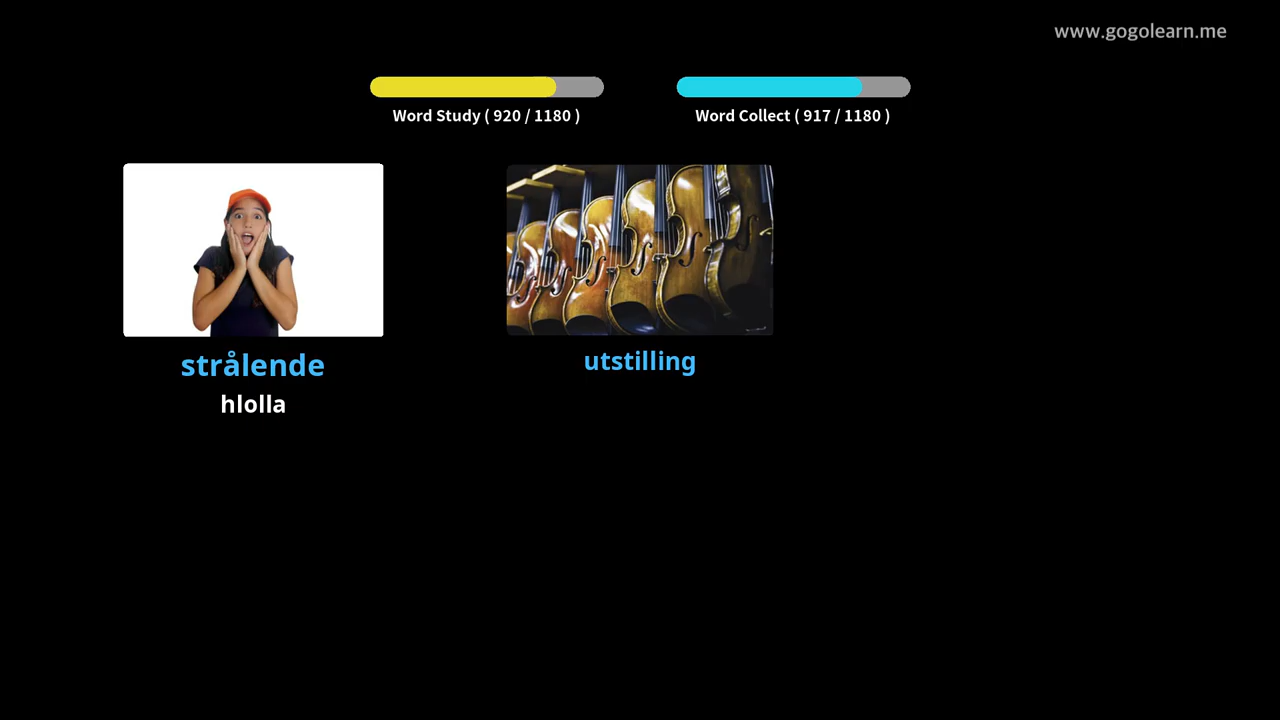 www.gogolearn.me
Word Study ( 920 / 1180 )
Word Collect ( 917 / 1180 )
strålende
hlolla
utstilling